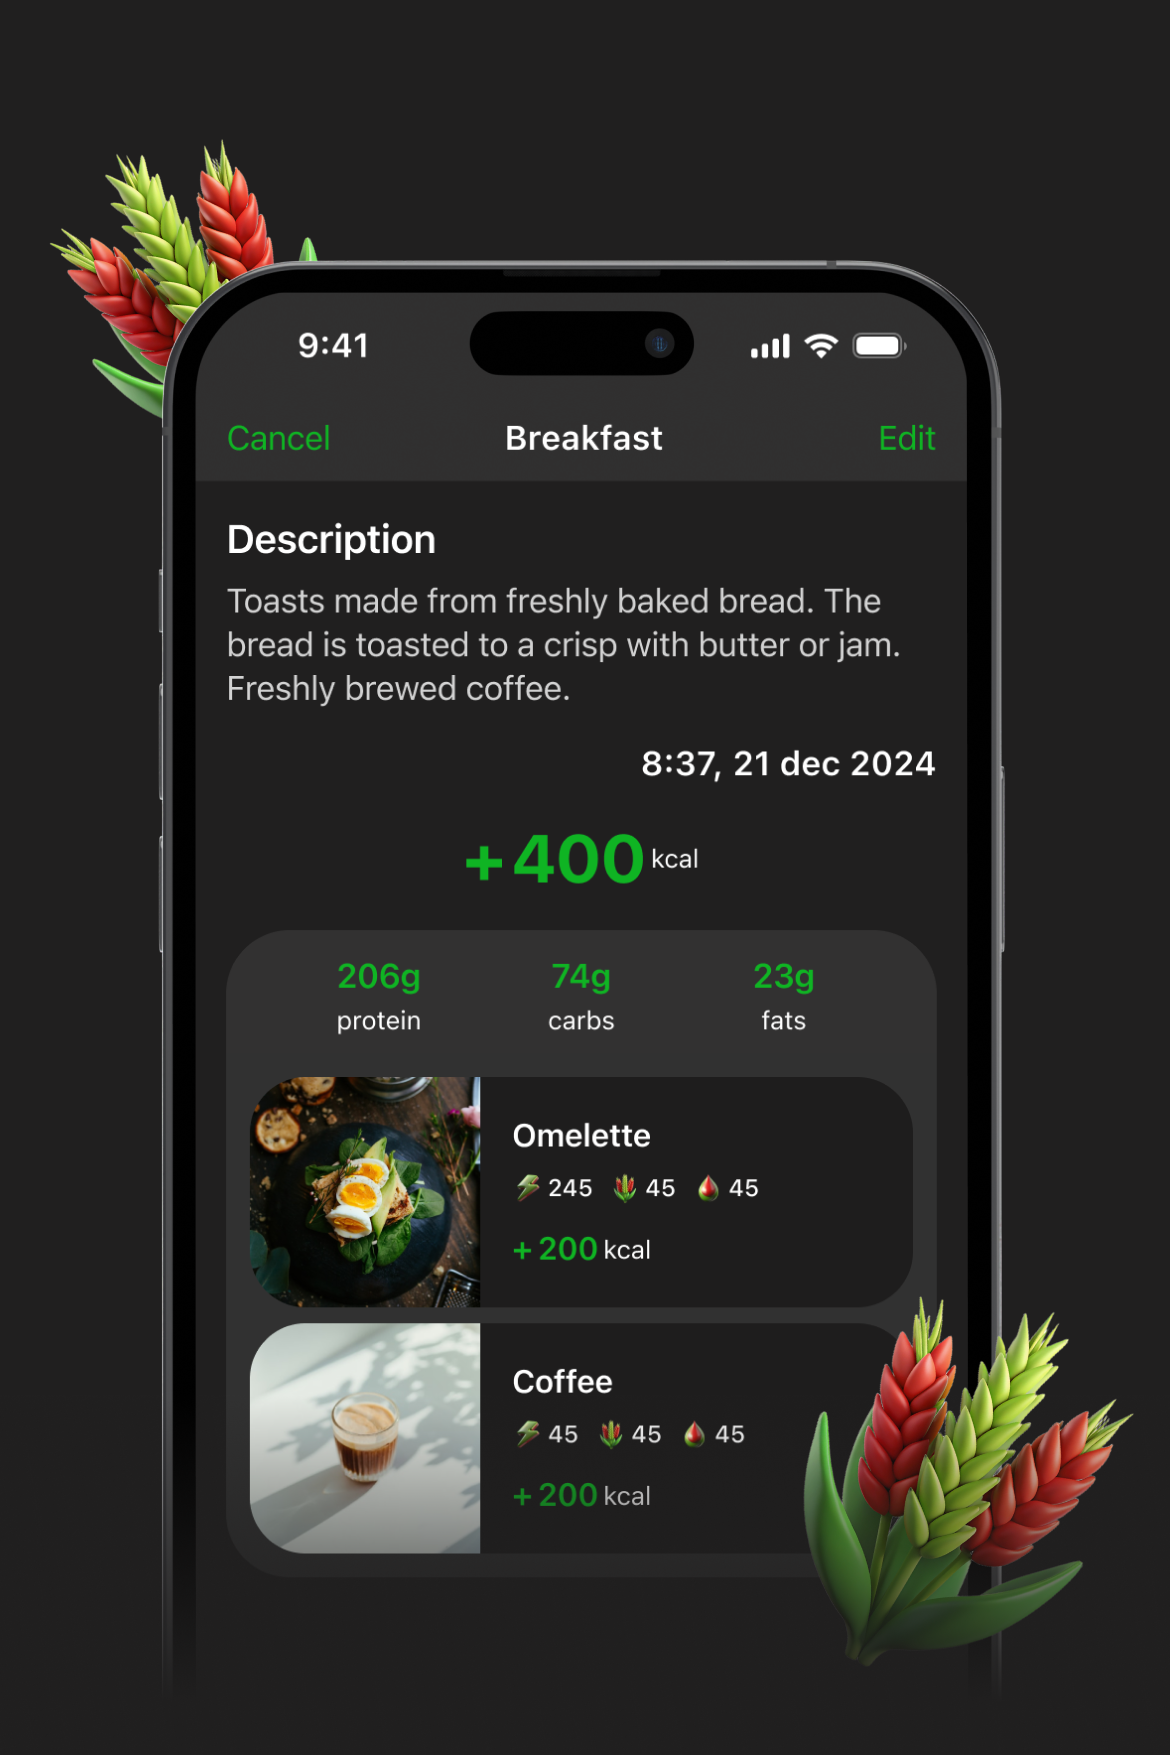 9:41
Cancel Breakfast Edit
Description
Toasts made from freshly baked bread. The
bread is toasted to a crisp with butter or jam.
Freshly brewed coffee.
8:37, 21 dec 2024
+400 kcal
206g 74g 23g
protein carbs fats
Omelette
245 45 45
+200 kcal
Coffee
45 45 45
+200 kcal